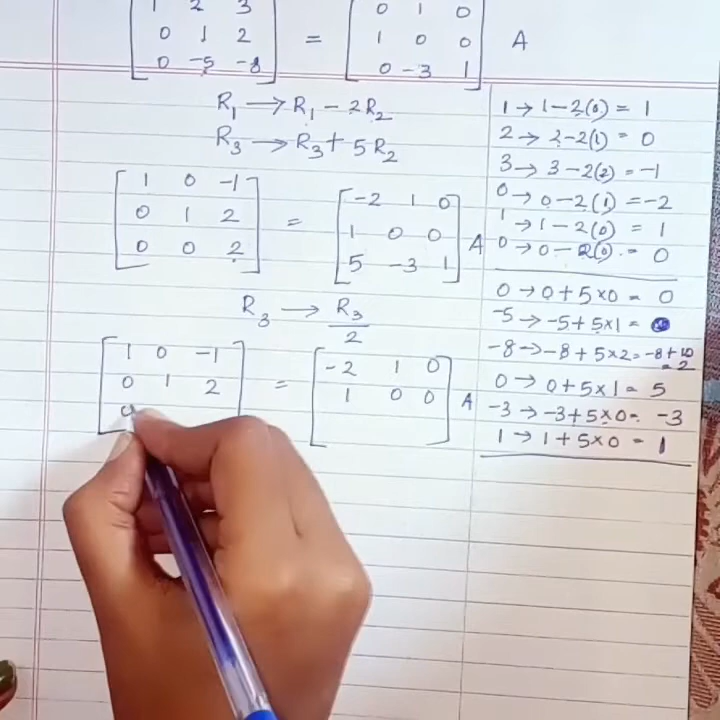 1 2 3 0 1 0
0 1 2 = 1 0 0 A
0 -5 -8 0 -3 1
R₁ → R₁ - 2R₂
R₃ → R₃ + 5R₂
1 0 -1 -2 1 0
0 1 2 = 1 0 0 A
0 0 2 5 -3 1
R₃ → R₃/2
1 0 -1 -2 1 0
0 1 2 = 1 0 0 A
0
1 → 1-2(0) = 1
2 → 2-2(1) = 0
3 → 3-2(2) = -1
0 → 0-2(1) = -2
1 → 1-2(0) = 1
0 → 0-2(0) = 0
0 → 0+5×0 = 0
-5 → -5+5×1 =
-8 → -8+5×2 = -8+10
= 2
0 → 0+5×1 = 5
-3 → -3+5×0 = -3
1 → 1+5×0 = 1